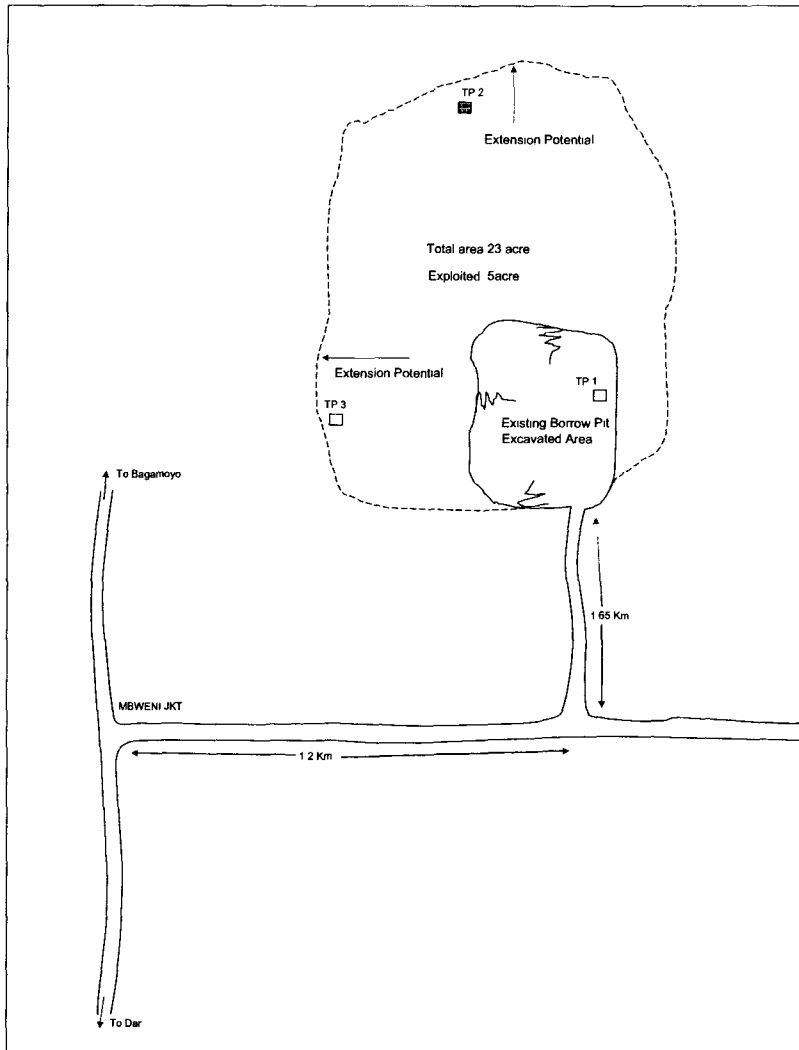 TP 2
Extension Potential
Total area 23 acre
Exploited 5acre
Extension Potential
TP 1
TP 3
Existing Borrow Pit
Excavated Area
To Bagamoyo
1 65 Km
MBWENI JKT
1 2 Km
To Dar